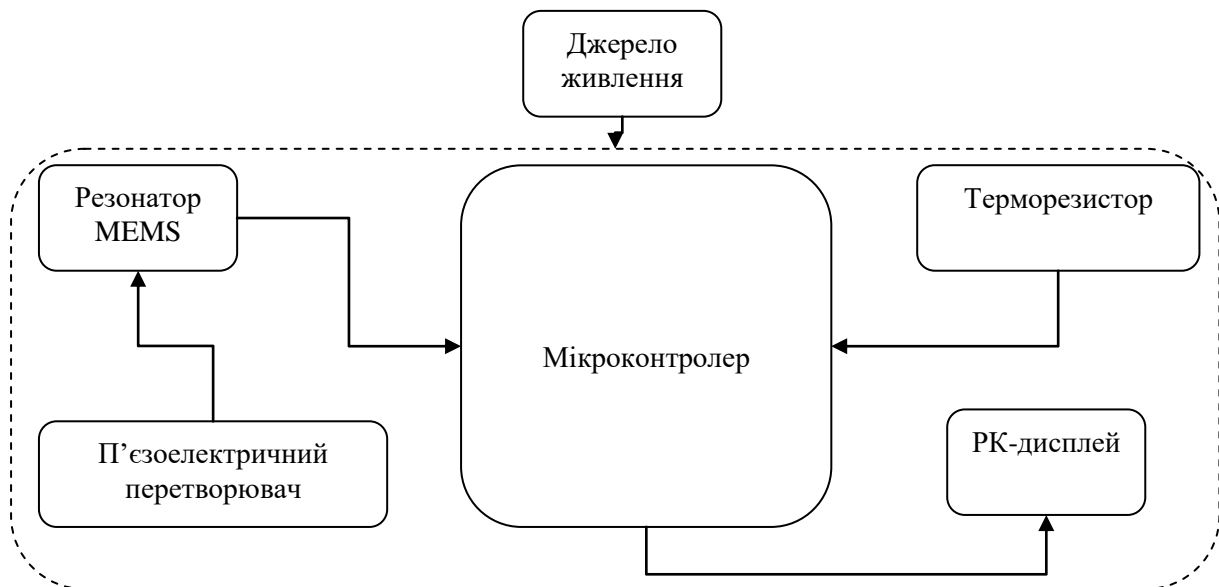 Джерело
живлення
Резонатор
MEMS
Терморезистор
Мікроконтролер
П’єзоелектричний
перетворювач
РК-дисплей